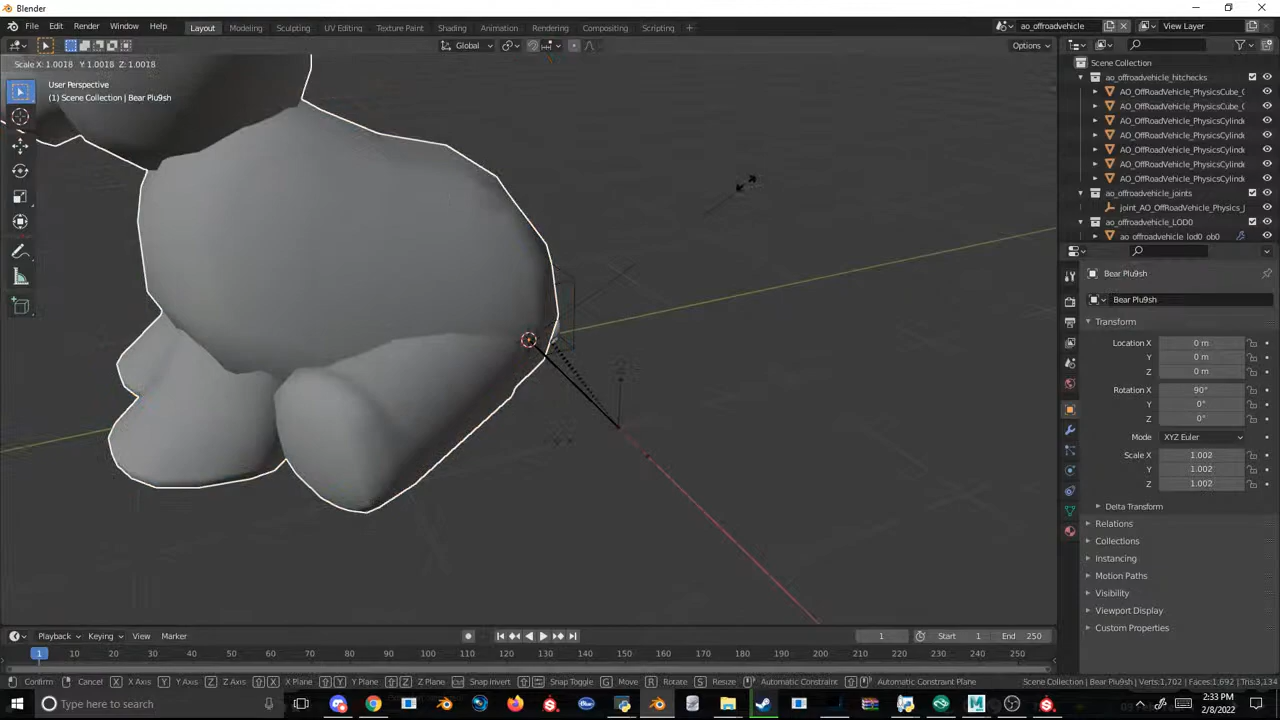 Blender
File Edit Render Window Help
Layout Modeling Sculpting UV Editing Texture Paint Shading Animation Rendering Compositing Scripting
ao_offroadvehicle
View Layer
Global
Options
Scale X: 1.0018 Y: 1.0018 Z: 1.0018
User Perspective
(1) Scene Collection | Bear Plu9sh
Scene Collection
ao_offroadvehicle_hitchecks
AO_OffRoadVehicle_PhysicsCube_C
AO_OffRoadVehicle_PhysicsCube_C
AO_OffRoadVehicle_PhysicsCylind
AO_OffRoadVehicle_PhysicsCylind
AO_OffRoadVehicle_PhysicsCylind
AO_OffRoadVehicle_PhysicsCylind
AO_OffRoadVehicle_PhysicsCylind
ao_offroadvehicle_joints
joint_AO_OffRoadVehicle_Physics_J
ao_offroadvehicle_LOD0
ao_offroadvehicle_lod0_ob0
Bear Plu9sh
Bear Plu9sh
Transform
Location X 0 m
Y 0 m
Z 0 m
Rotation X 90°
Y 0°
Z 0°
Mode XYZ Euler
Scale X 1.002
Y 1.002
Z 1.002
Delta Transform
Relations
Collections
Instancing
Motion Paths
Visibility
Viewport Display
Custom Properties
Playback Keying View Marker
1 Start 1 End 250
1 10 20 30 40 50 60 70 80 90 100 110 120 130 140 150 160 170 180 190 200 210 220 230 240 250
Confirm Cancel X X Axis Y Y Axis Z Z Axis X X Plane Y Y Plane Z Z Plane Snap Invert Snap Toggle G Move R Rotate S Resize Automatic Constraint Automatic Constraint Plane Scene Collection | Bear Plu9sh Verts:1,702 Faces:1,692 Tris:3,134
Type here to search
2:33 PM
2/8/2022